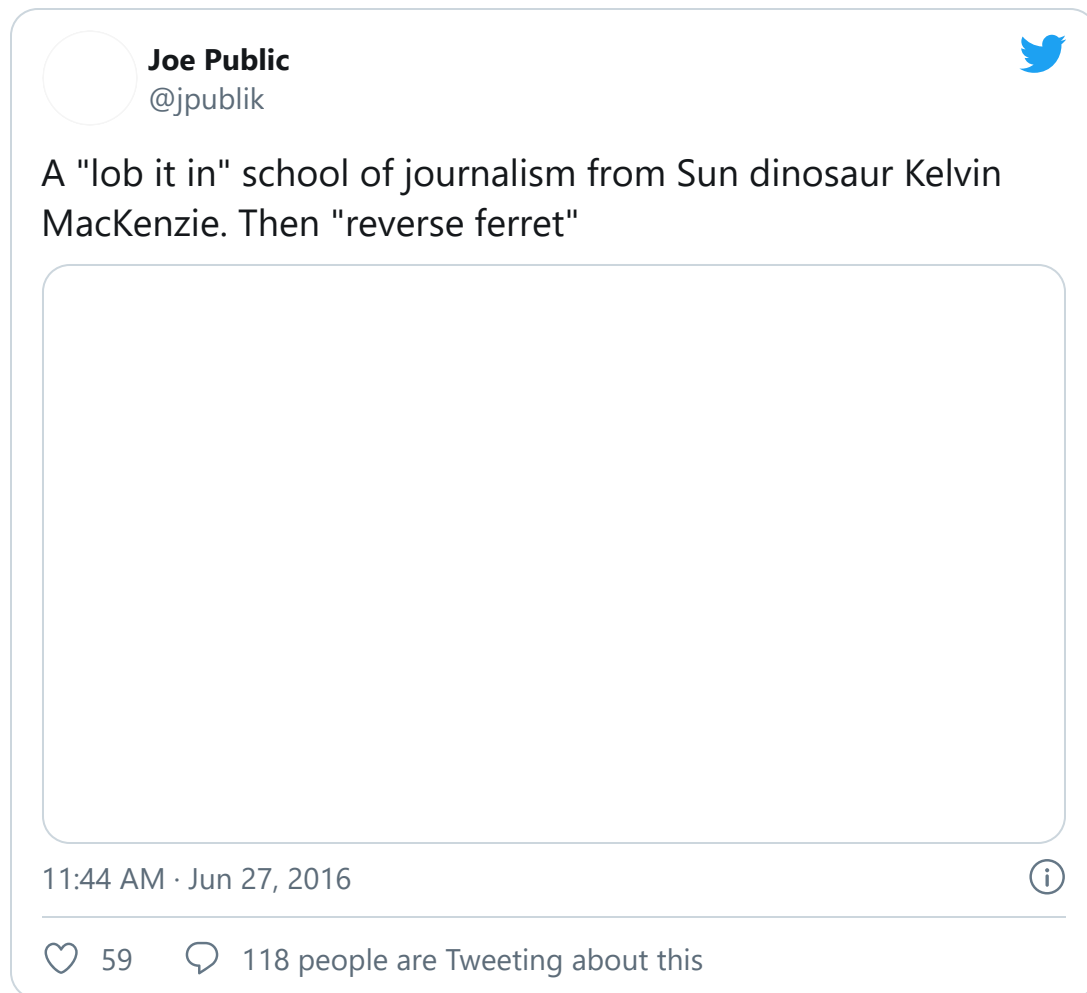 Joe Public
@jpublik
A "lob it in" school of journalism from Sun dinosaur Kelvin
MacKenzie. Then "reverse ferret"
11:44 AM · Jun 27, 2016
59
118 people are Tweeting about this